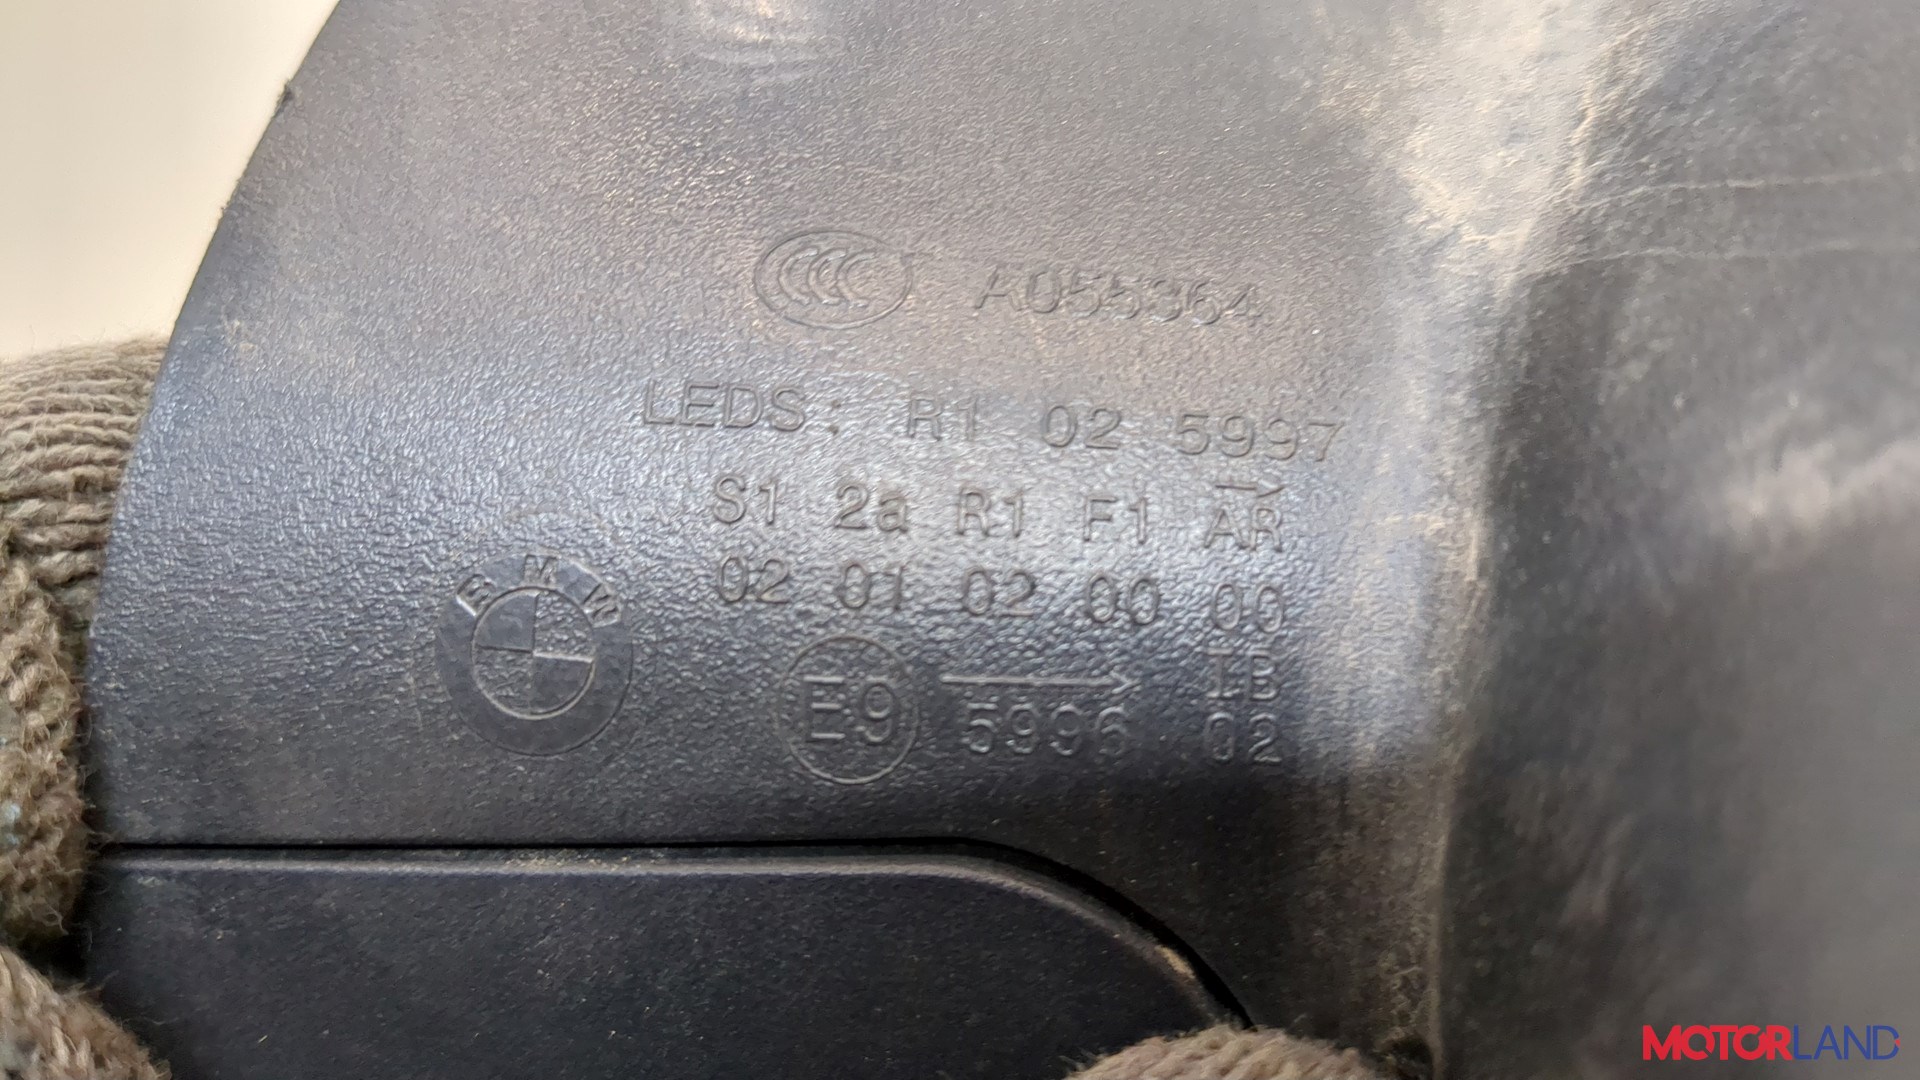 CCC A055364
LEDS: R1 02 5997
S1 2a R1 F1 AR
02 01 02 00 00
BMW
E9 → 5996 IB 02
MOTORLAND